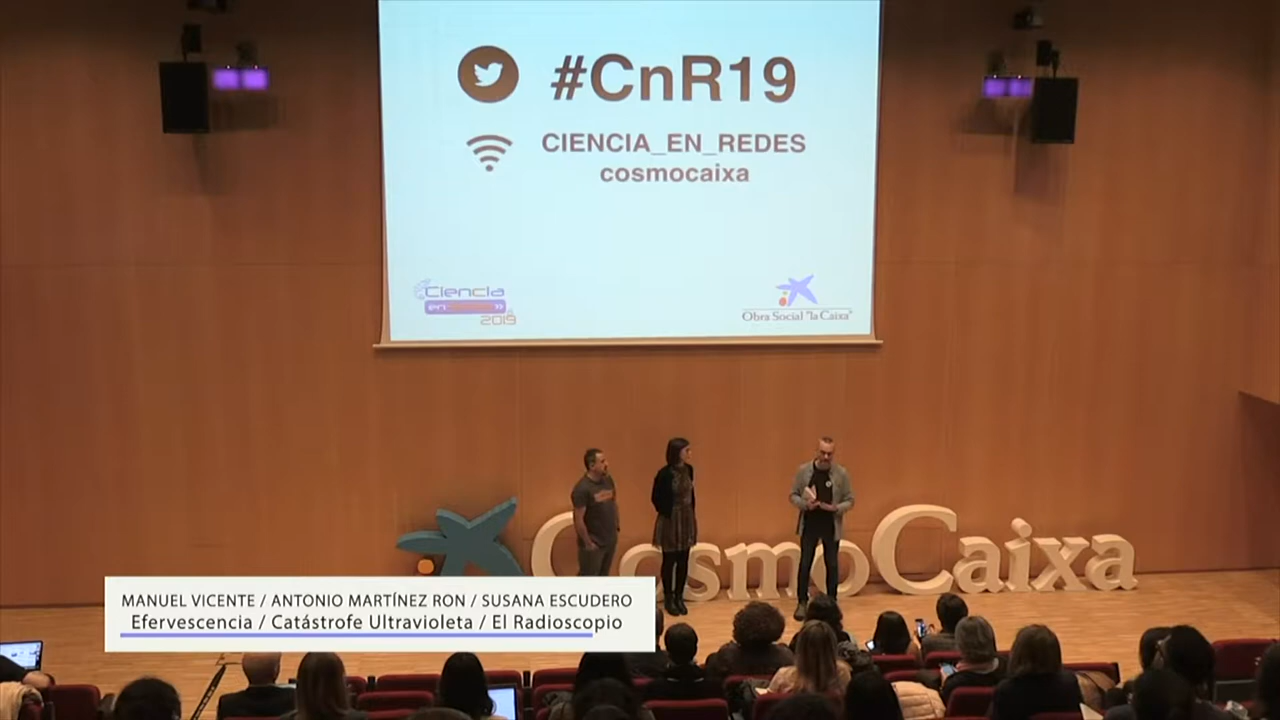 #CnR19
CIENCIA_EN_REDES
cosmocaixa
Ciencia
en
2019
Obra Social "la Caixa"
CosmoCaixa
MANUEL VICENTE / ANTONIO MARTÍNEZ RON / SUSANA ESCUDERO
Efervescencia / Catástrofe Ultravioleta / El Radioscopio